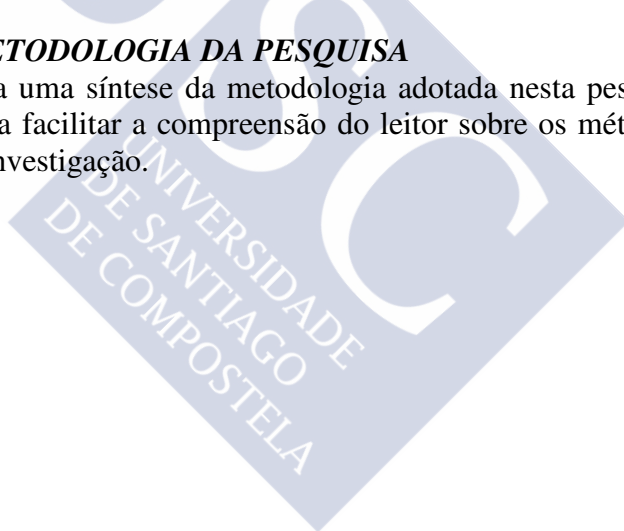 ETODOLOGIA DA PESQUISA
a uma síntese da metodologia adotada nesta pes
a facilitar a compreensão do leitor sobre os mét
nvestigação.
UNIVERSIDADE
DE SANTIAGO
DE COMPOSTELA